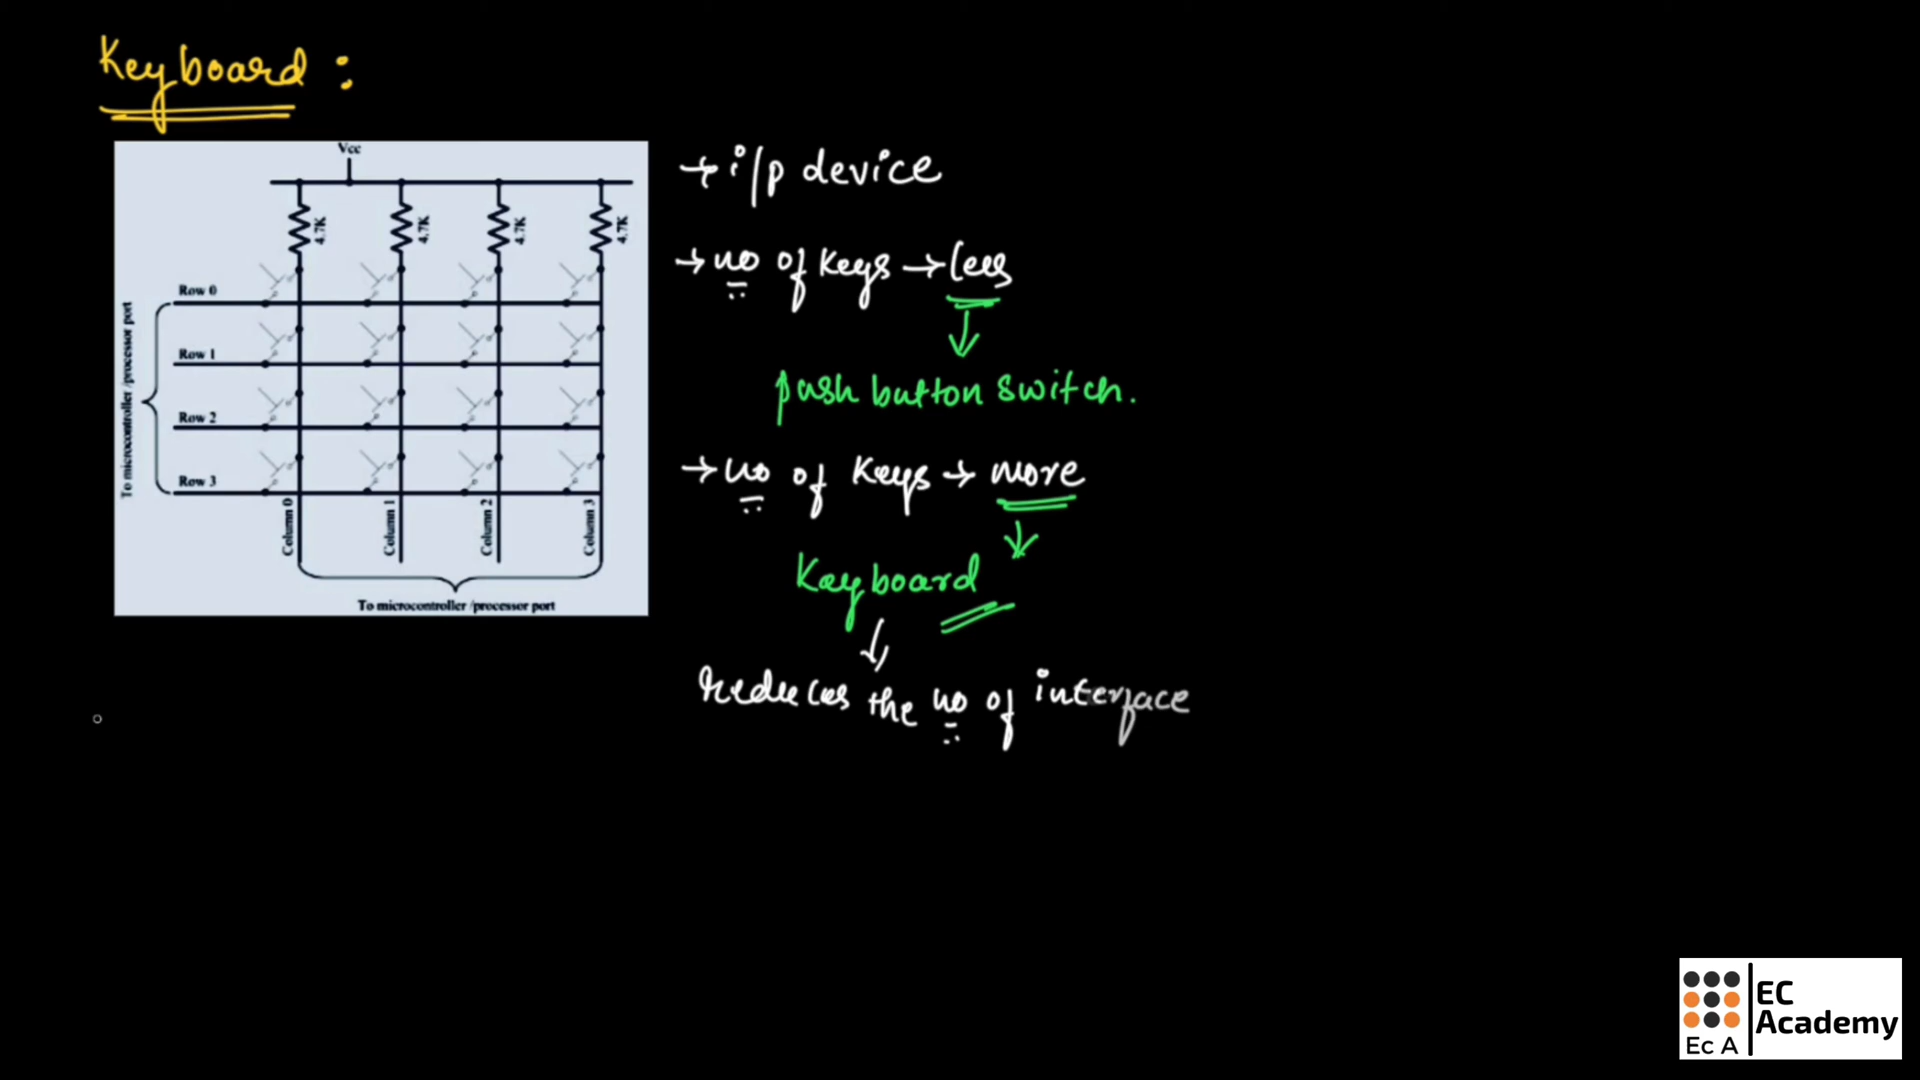 Keyboard :
Vcc
4.7K 4.7K 4.7K 4.7K
Row 0
Row 1
Row 2
Row 3
To microcontroller /processor port
Column 0 Column 1 Column 2 Column 3
To microcontroller /processor port
→ i/p device
→ no of keys → less
push button switch.
→ no of keys → more
Keyboard
reduces the no of interface
EC
Academy
Ec A